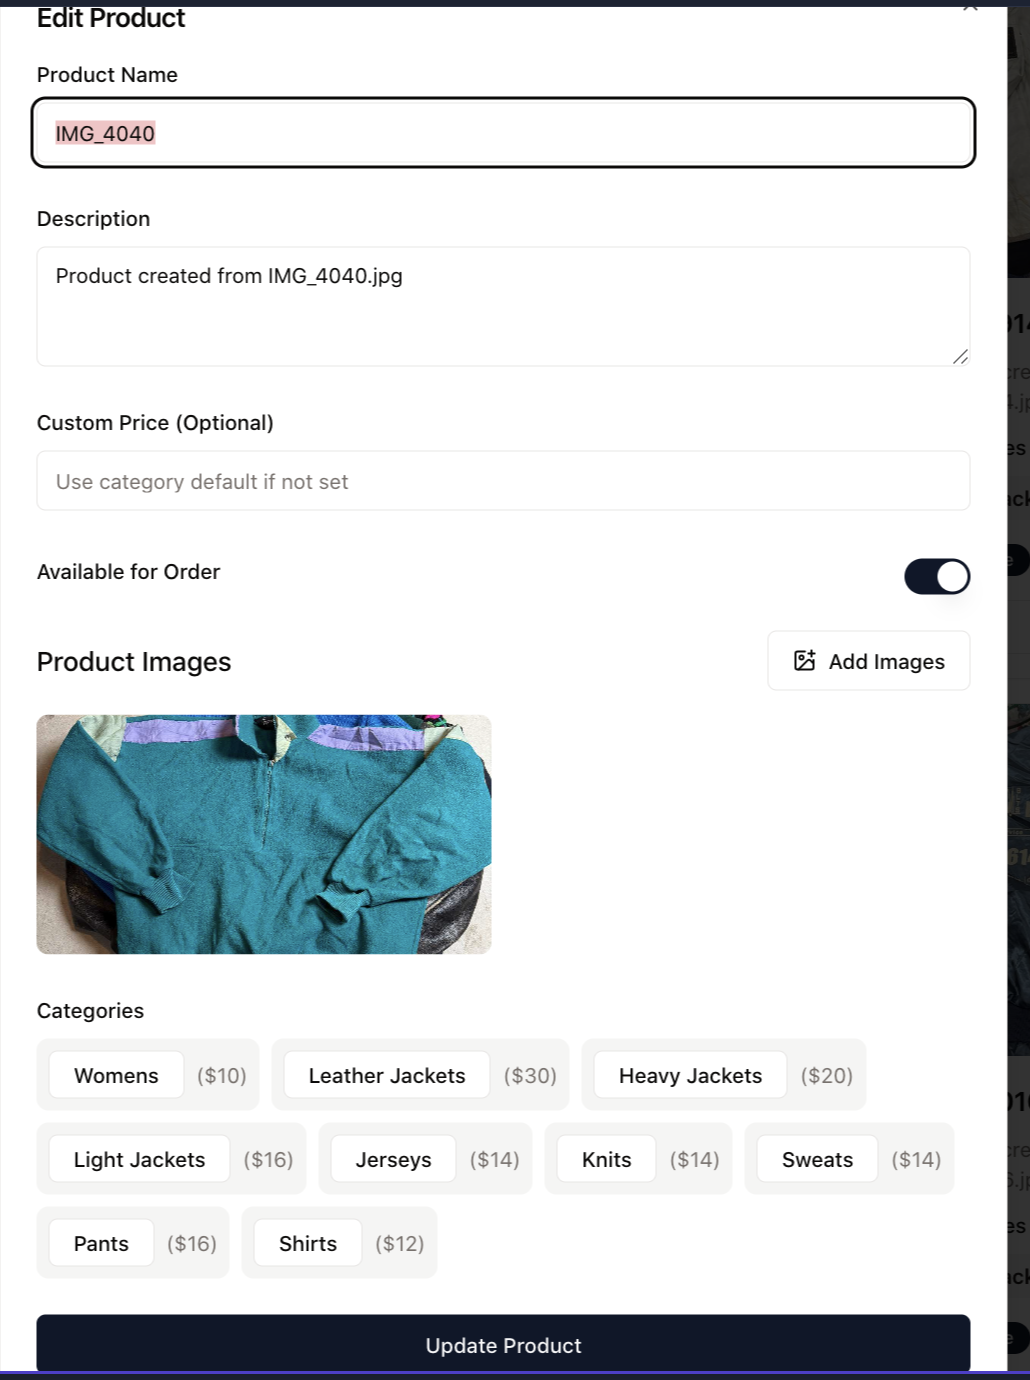 Edit Product
Product Name
IMG_4040
Description
Product created from IMG_4040.jpg
Custom Price (Optional)
Use category default if not set
Available for Order
Product Images
Add Images
Categories
Womens ($10) Leather Jackets ($30) Heavy Jackets ($20)
Light Jackets ($16) Jerseys ($14) Knits ($14) Sweats ($14)
Pants ($16) Shirts ($12)
Update Product